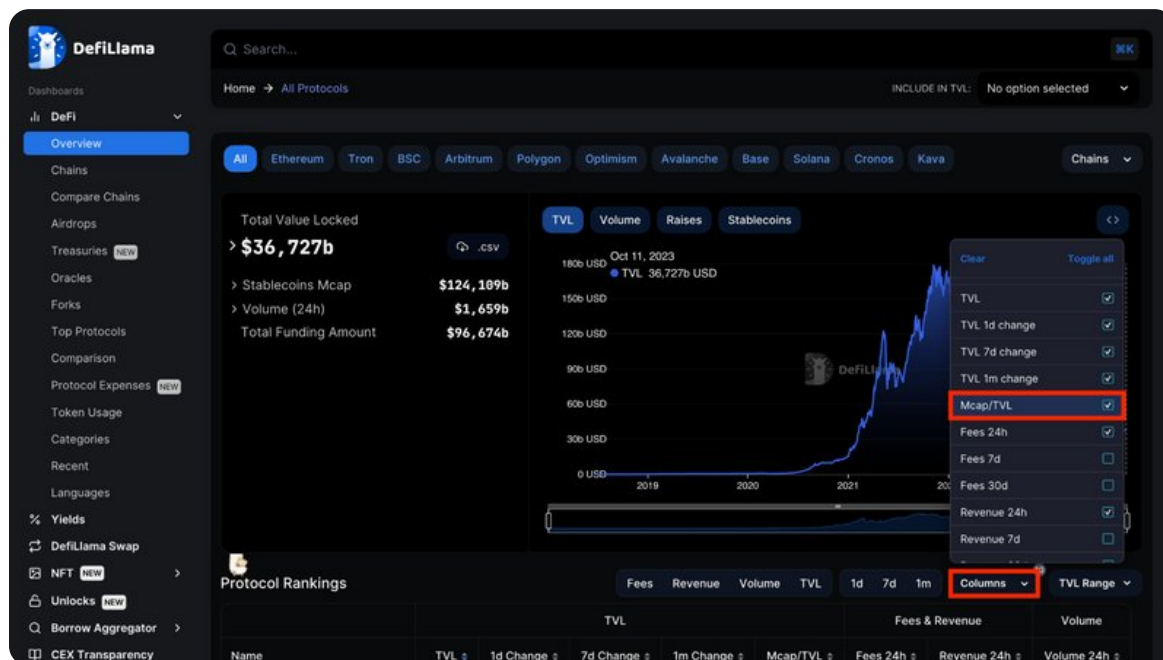 DefiLlama
Search...
⌘K
Dashboards
Home → All Protocols
INCLUDE IN TVL: No option selected
DeFi
Overview
Chains
Compare Chains
Airdrops
Treasuries NEW
Oracles
Forks
Top Protocols
Comparison
Protocol Expenses NEW
Token Usage
Categories
Recent
Languages
Yields
DefiLlama Swap
NFT NEW
Unlocks NEW
Borrow Aggregator
CEX Transparency
All Ethereum Tron BSC Arbitrum Polygon Optimism Avalanche Base Solana Cronos Kava
Chains
Total Value Locked
$36,727b
.csv
Stablecoins Mcap $124,109b
Volume (24h) $1,659b
Total Funding Amount $96,674b
TVL Volume Raises Stablecoins
Oct 11, 2023
TVL 36,727b USD
180b USD
150b USD
120b USD
90b USD
60b USD
30b USD
0 USD
2019 2020 2021
Clear Toggle all
TVL
TVL 1d change
TVL 7d change
TVL 1m change
Mcap/TVL
Fees 24h
Fees 7d
Fees 30d
Revenue 24h
Revenue 7d
Protocol Rankings
Fees Revenue Volume TVL
1d 7d 1m
Columns
TVL Range
TVL Fees & Revenue Volume
Name TVL 1d Change 7d Change 1m Change Mcap/TVL Fees 24h Revenue 24h Volume 24h